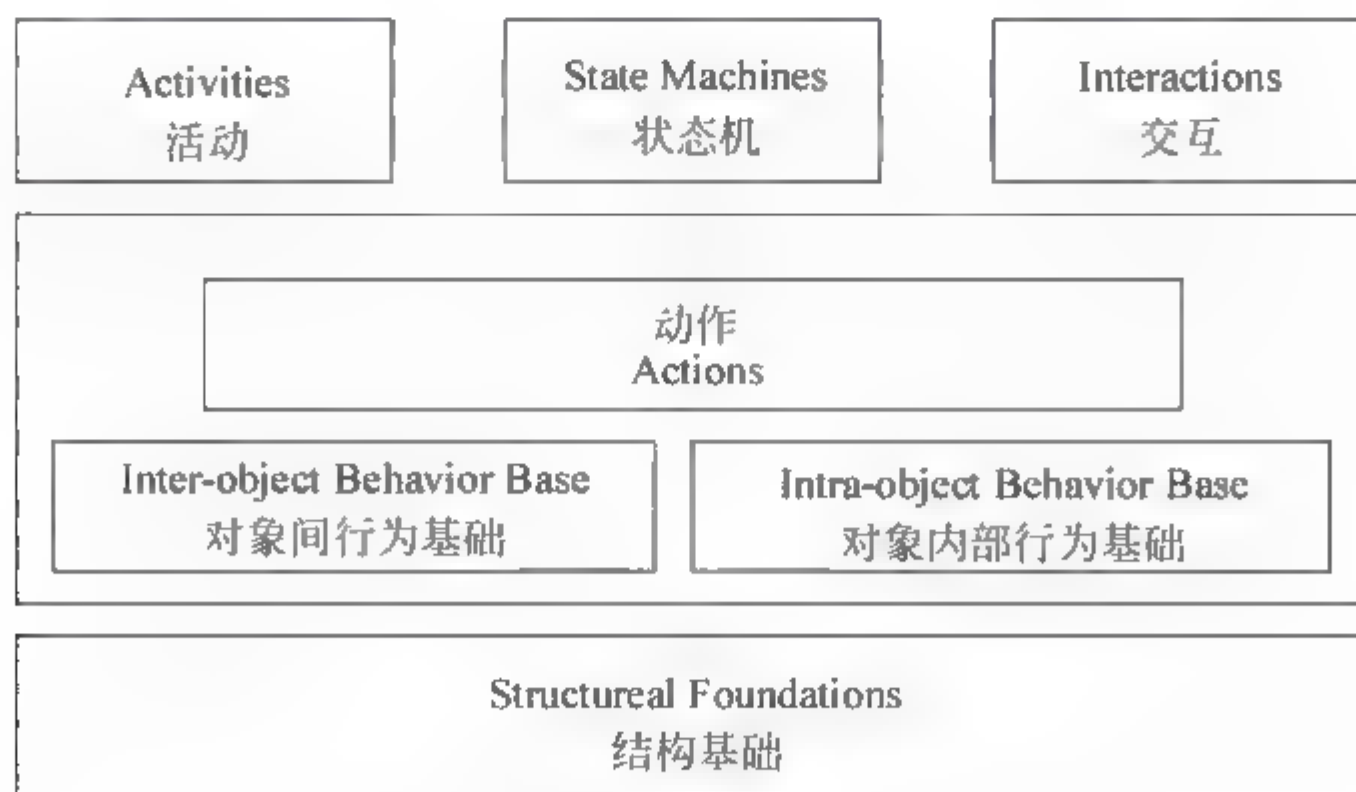 Activities
活动
State Machines
状态机
Interactions
交互
动作
Actions
Inter-object Behavior Base
对象间行为基础
Intra-object Behavior Base
对象内部行为基础
Structureal Foundations
结构基础